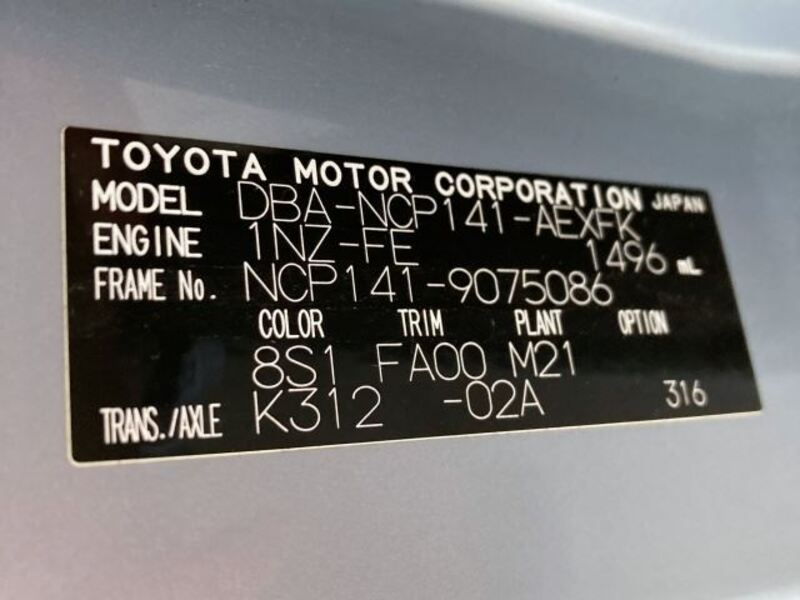 TOYOTA MOTOR CORPORATION JAPAN
MODEL DBA-NCP141-AEXFK
ENGINE 1NZ-FE 1496 mL
FRAME No. NCP141-9075086
COLOR TRIM PLANT OPTION
8S1 FA00 M21
TRANS./AXLE K312 -02A 316